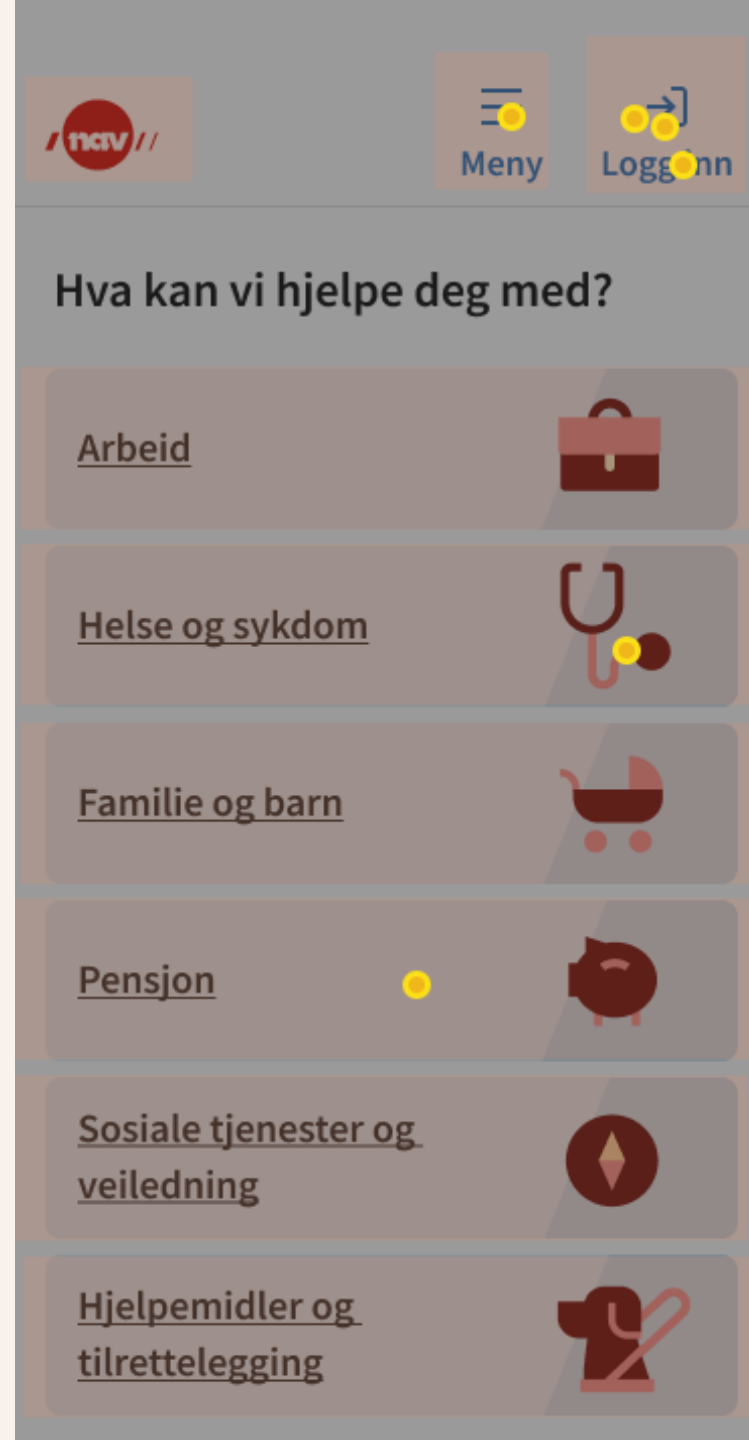 nav
Meny
Logg inn
Hva kan vi hjelpe deg med?
Arbeid
Helse og sykdom
Familie og barn
Pensjon
Sosiale tjenester og
veiledning
Hjelpemidler og
tilrettelegging